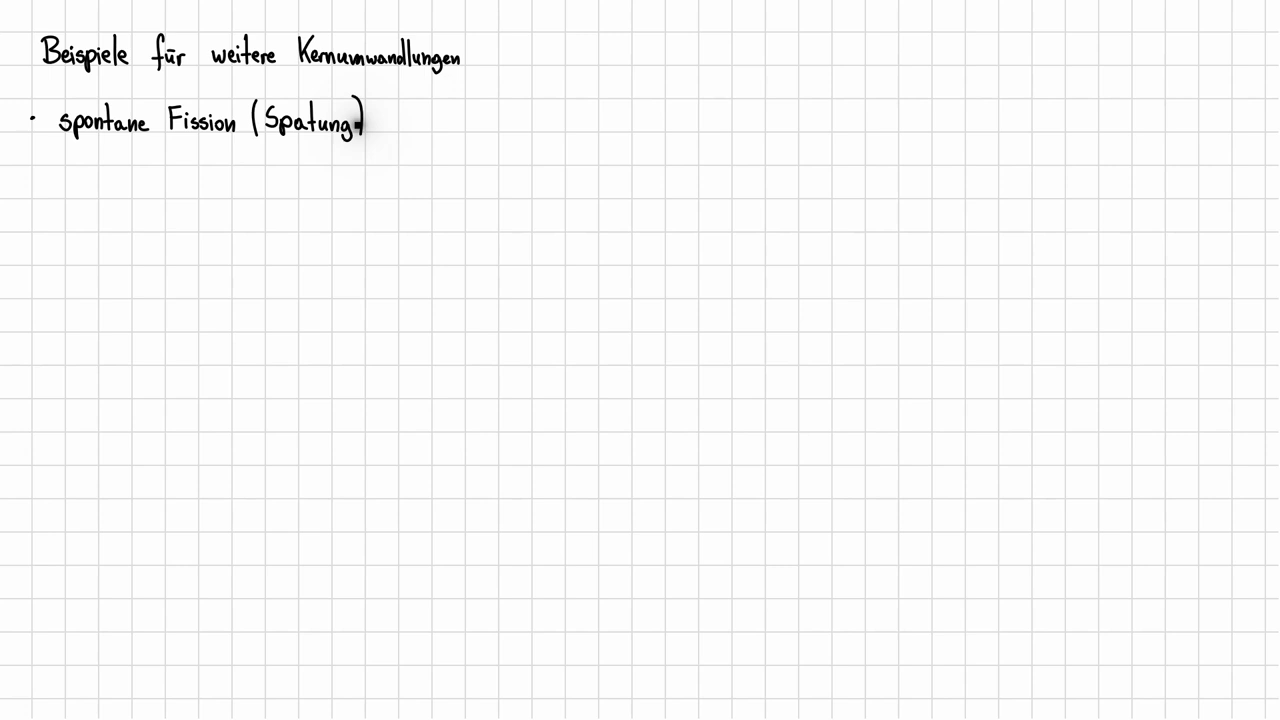 Beispiele für weitere Kernumwandlungen
· spontane Fission (Spatung)